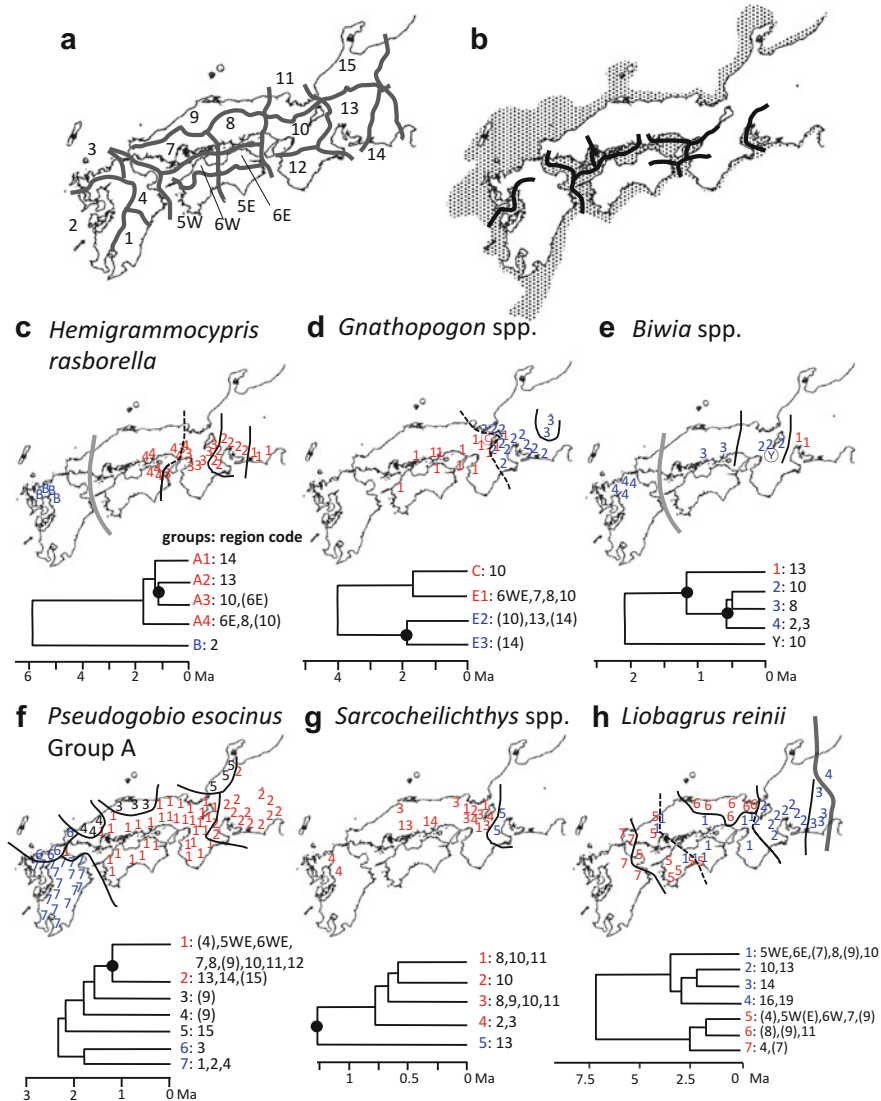 a
b
15
11
13
9
8
10
7
3
14
12
4
5E
6E
5W
6W
2
1
c Hemigrammocypris
rasborella
d Gnathopogon spp.
e Biwia spp.
groups: region code
A1: 14
A2: 13
A3: 10,(6E)
A4: 6E,8,(10)
B: 2
6 4 2 0 Ma
C: 10
E1: 6WE,7,8,10
E2: (10),13,(14)
E3: (14)
4 2 0 Ma
1: 13
2: 10
3: 8
4: 2,3
Y: 10
2 1 0 Ma
f Pseudogobio esocinus
Group A
g Sarcocheilichthys spp.
h Liobagrus reinii
1: (4),5WE,6WE,
7,8,(9),10,11,12
2: 13,14,(15)
3: (9)
4: (9)
5: 15
6: 3
7: 1,2,4
3 2 1 0 Ma
1: 8,10,11
2: 10
3: 8,9,10,11
4: 2,3
5: 13
1 0.5 0 Ma
1: 5WE,6E,(7),8,(9),10
2: 10,13
3: 14
4: 16,19
5: (4),5W(E),6W,7,(9)
6: (8),(9),11
7: 4,(7)
7.5 5 2.5 0 Ma